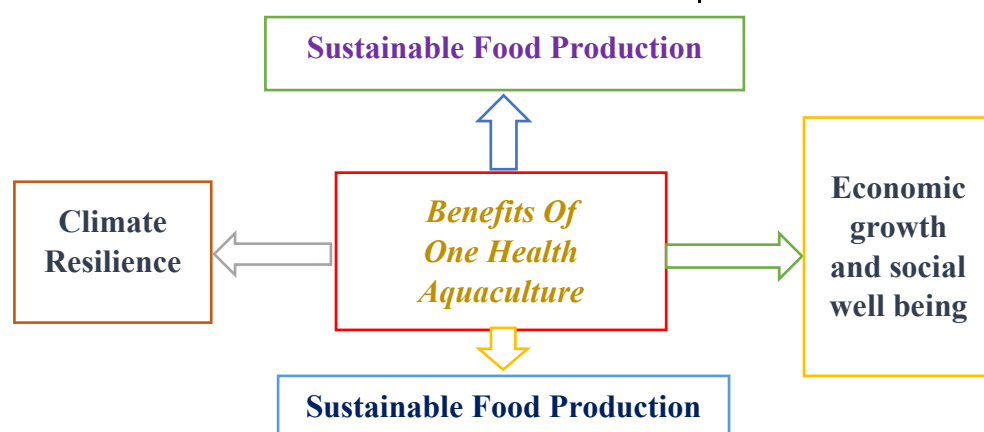 Sustainable Food Production
Climate
Resilience
Benefits Of
One Health
Aquaculture
Economic
growth
and social
well being
Sustainable Food Production